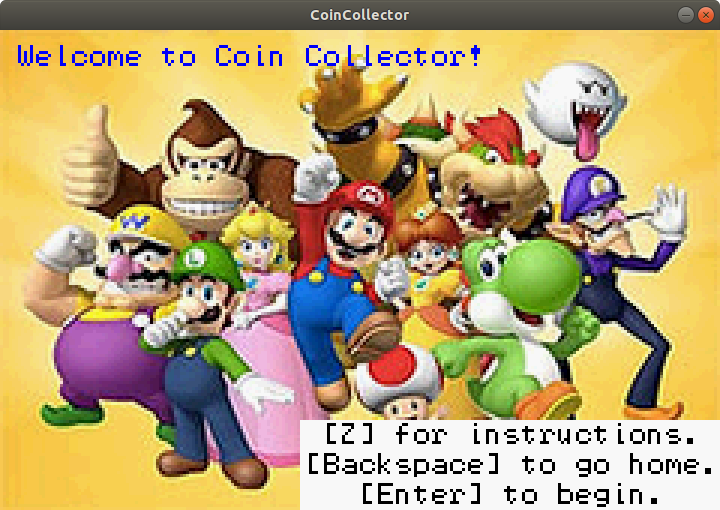 CoinCollector
Welcome to Coin Collector!
M
W
L
[Z] for instructions.
[Backspace] to go home.
[Enter] to begin.